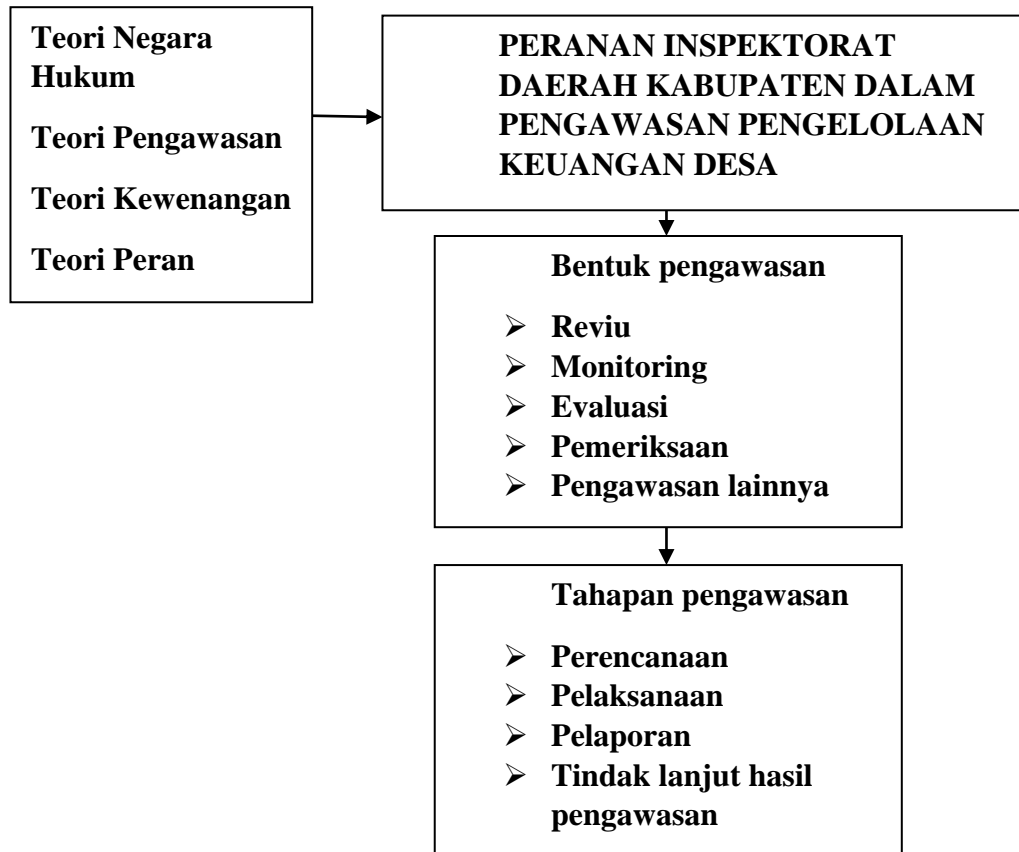 Teori Negara
Hukum
Teori Pengawasan
Teori Kewenangan
Teori Peran
PERANAN INSPEKTORAT
DAERAH KABUPATEN DALAM
PENGAWASAN PENGELOLAAN
KEUANGAN DESA
Bentuk pengawasan
➢ Reviu
➢ Monitoring
➢ Evaluasi
➢ Pemeriksaan
➢ Pengawasan lainnya
Tahapan pengawasan
➢ Perencanaan
➢ Pelaksanaan
➢ Pelaporan
➢ Tindak lanjut hasil
pengawasan